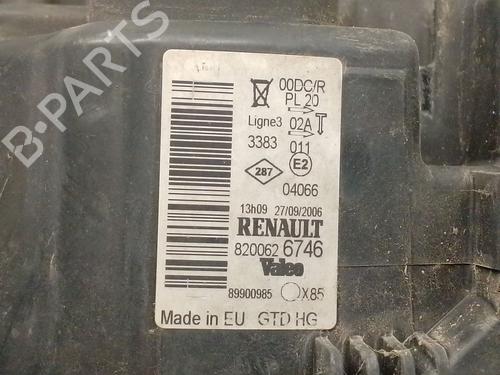 B-PARTS
00DC/R
PL 20
Ligne3 02A
3383 011
287 E2
04066
13h09 27/09/2006
RENAULT
820062 6746
Valeo
89900985 X85
Made in EU GTD HG